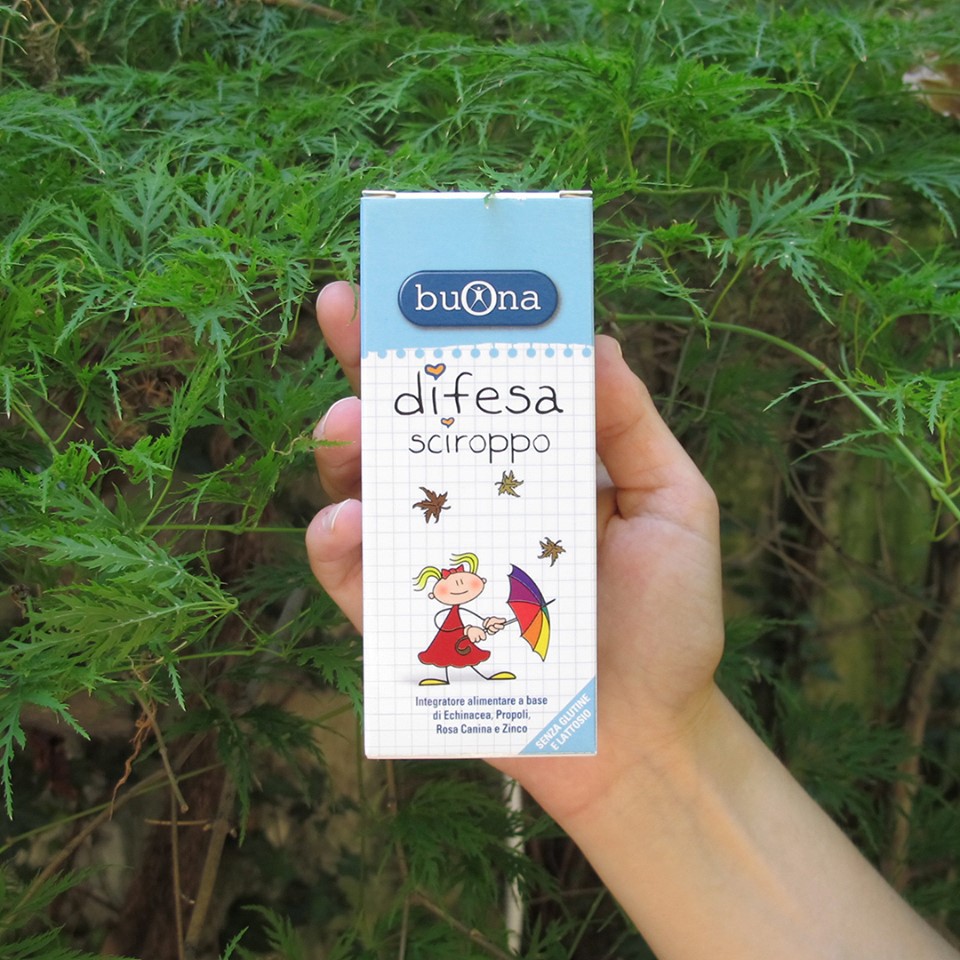 buona
difesa
sciroppo
Integratore alimentare a base
di Echinacea, Propoli,
Rosa Canina e Zinco
SENZA GLUTINE
E LATTOSIO